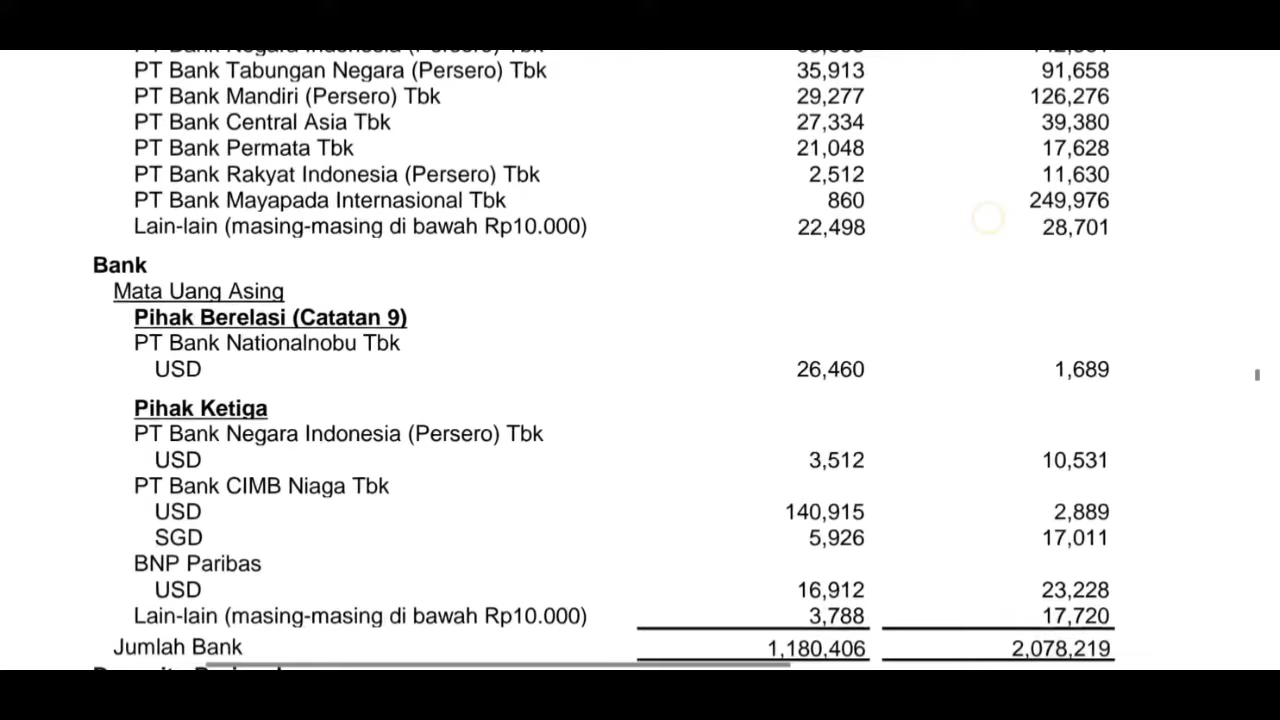 PT Bank Tabungan Negara (Persero) Tbk 35,913 91,658
PT Bank Mandiri (Persero) Tbk 29,277 126,276
PT Bank Central Asia Tbk 27,334 39,380
PT Bank Permata Tbk 21,048 17,628
PT Bank Rakyat Indonesia (Persero) Tbk 2,512 11,630
PT Bank Mayapada Internasional Tbk 860 249,976
Lain-lain (masing-masing di bawah Rp10.000) 22,498 28,701
Bank
Mata Uang Asing
Pihak Berelasi (Catatan 9)
PT Bank Nationalnobu Tbk
USD 26,460 1,689
Pihak Ketiga
PT Bank Negara Indonesia (Persero) Tbk
USD 3,512 10,531
PT Bank CIMB Niaga Tbk
USD 140,915 2,889
SGD 5,926 17,011
BNP Paribas
USD 16,912 23,228
Lain-lain (masing-masing di bawah Rp10.000) 3,788 17,720
Jumlah Bank 1,180,406 2,078,219